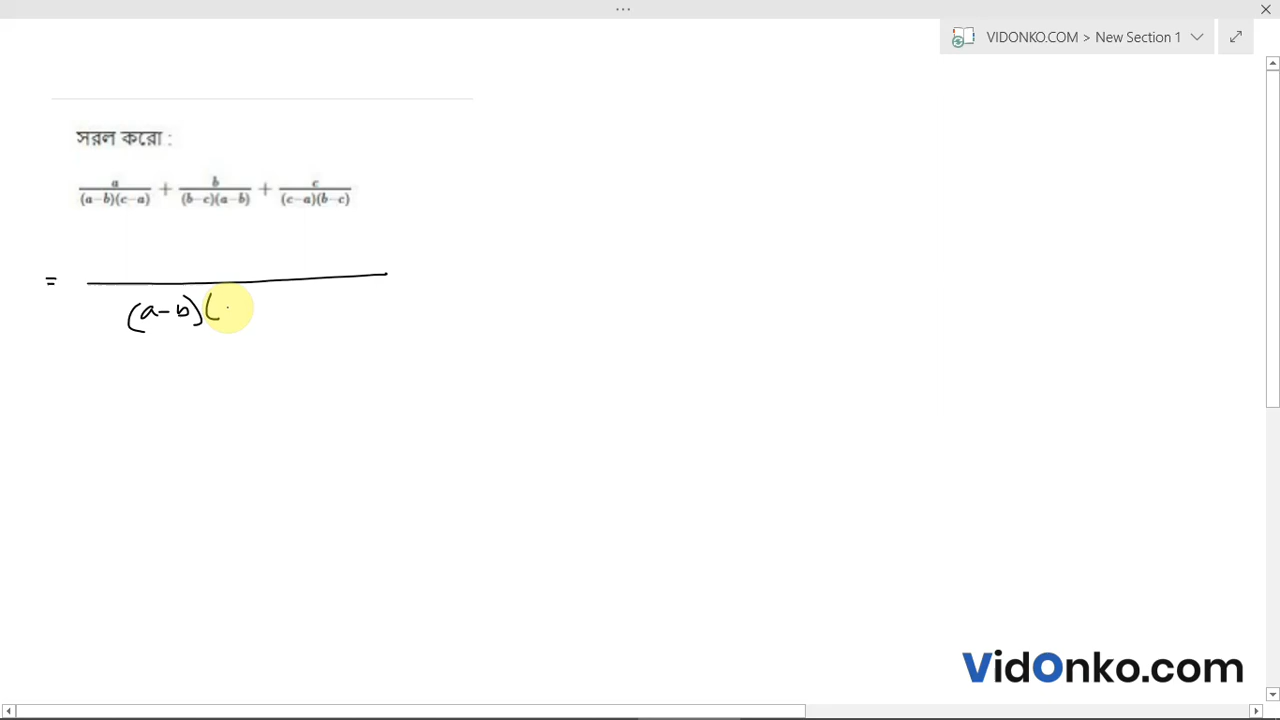 ...
VIDONKO.COM > New Section 1
সরল করো :
a/(a−b)(c−a) + b/(b−c)(a−b) + c/(c−a)(b−c)
=
(a−b)(
VidOnko.com